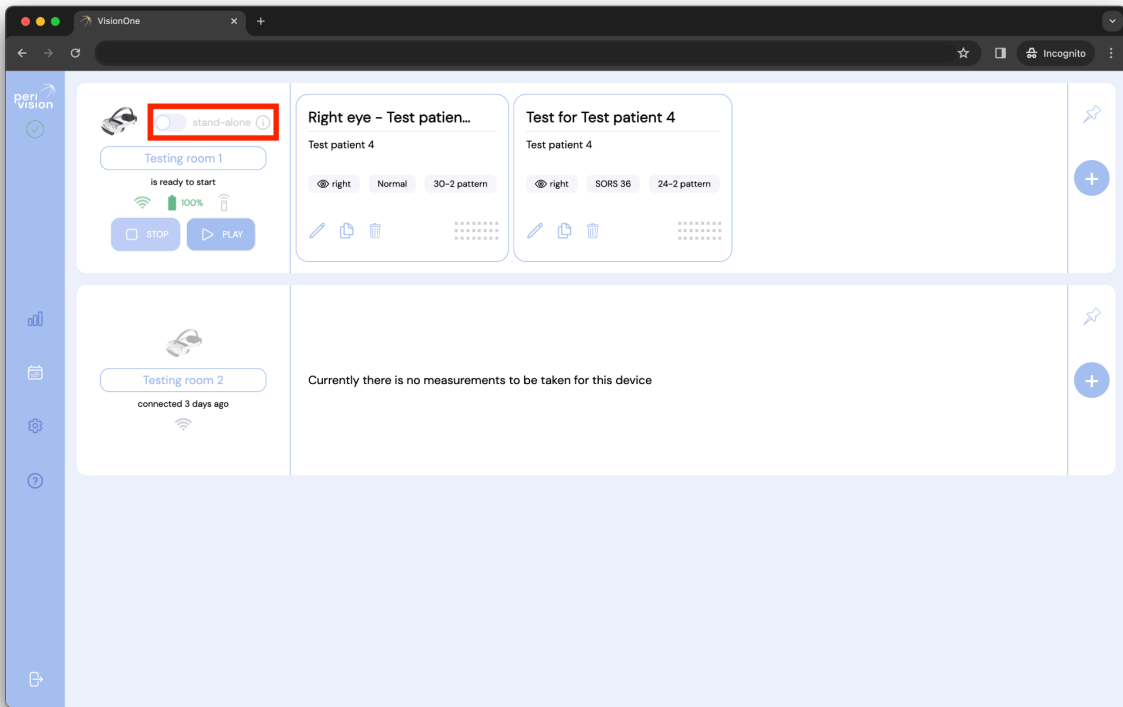 VisionOne
Incognito
peri
vision
stand-alone
Testing room 1
is ready to start
100%
STOP
PLAY
Right eye - Test patien...
Test patient 4
right
Normal
30-2 pattern
Test for Test patient 4
Test patient 4
right
SORS 36
24-2 pattern
Testing room 2
connected 3 days ago
Currently there is no measurements to be taken for this device